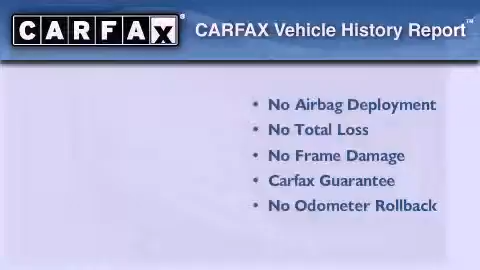 CARFAX® CARFAX Vehicle History Report™
• No Airbag Deployment
• No Total Loss
• No Frame Damage
• Carfax Guarantee
• No Odometer Rollback